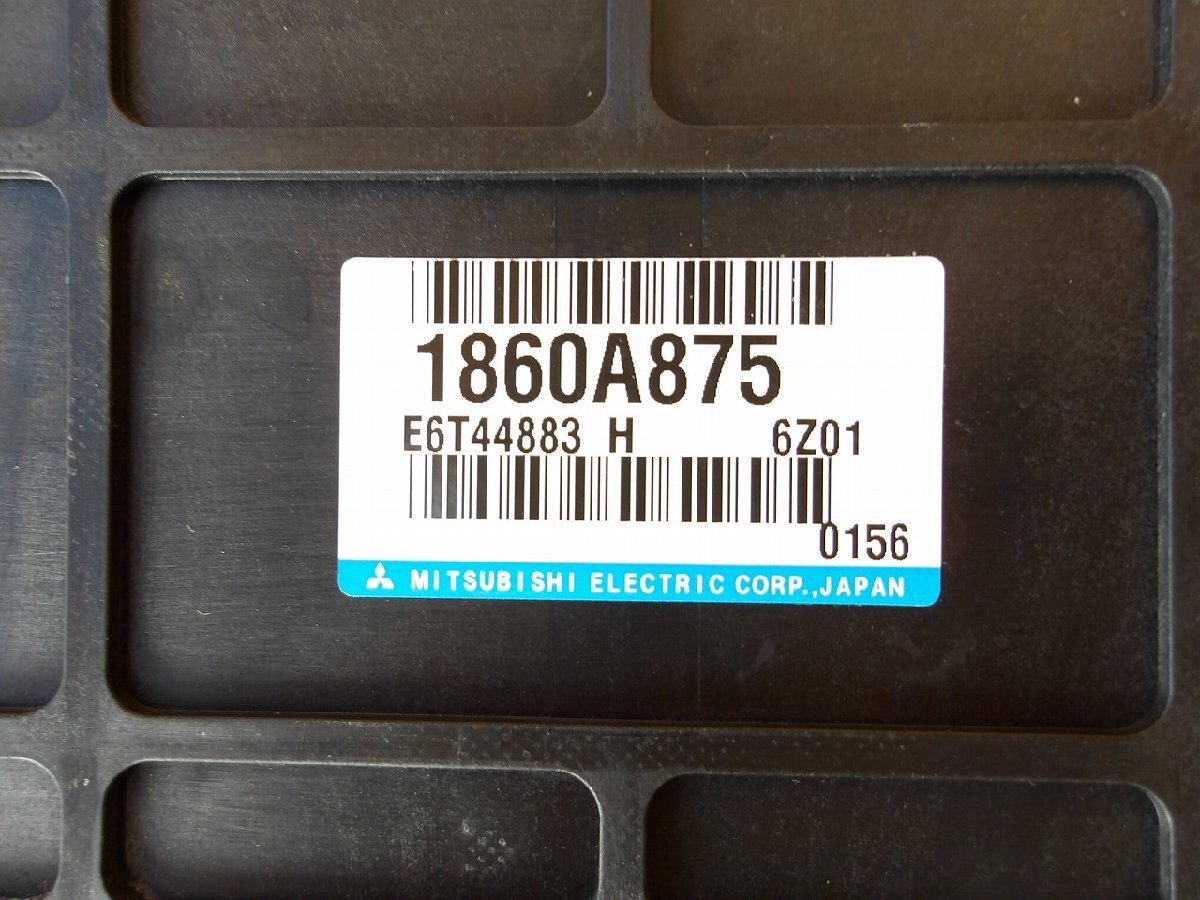 1860A875
E6T44883 H 6Z01
0156
MITSUBISHI ELECTRIC CORP.,JAPAN